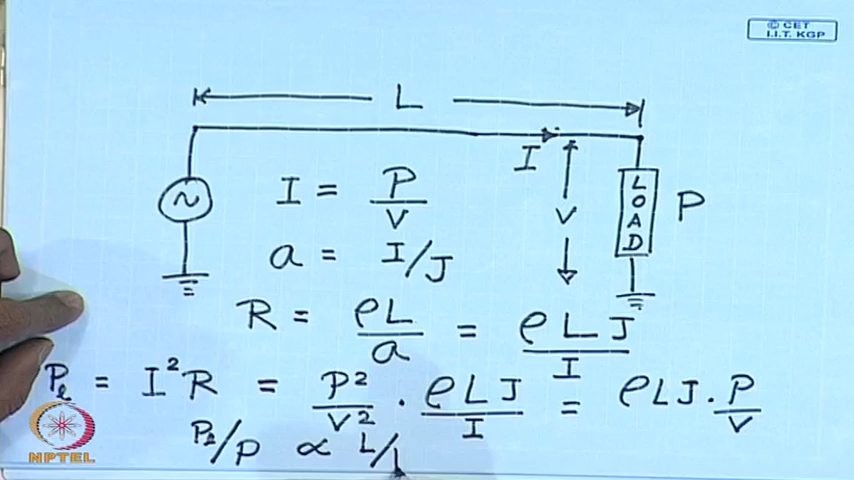 © CET
I.I.T. KGP
L
I
I = P/V
V
LOAD
P
a = I/J
R = ρL/a = ρLJ/I
Pₗ = I²R = P²/V² · ρLJ/I = ρLJ · P/V
Pₗ/P ∝ L/
NPTEL